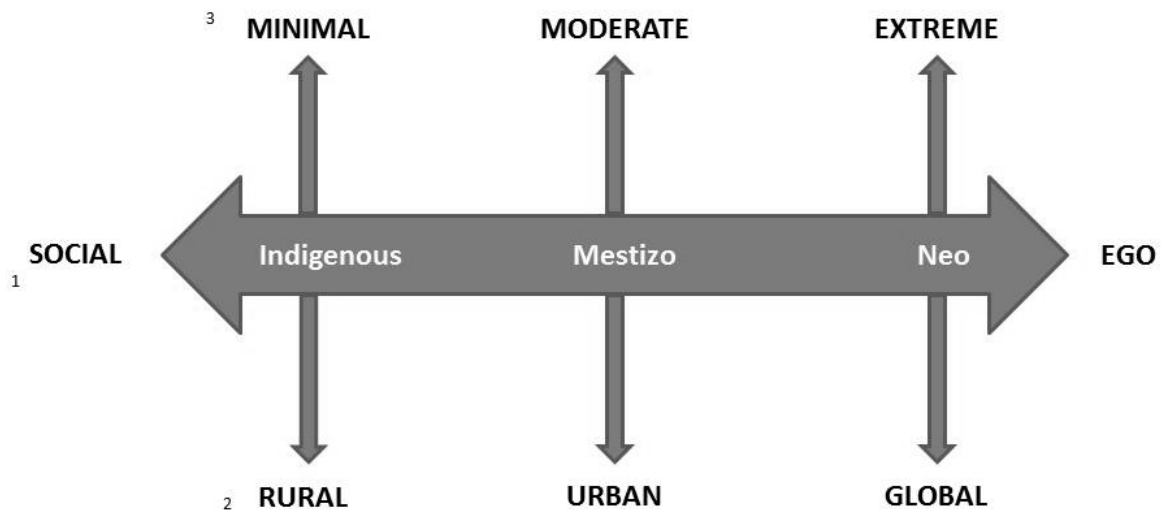 3
MINIMAL MODERATE EXTREME
SOCIAL Indigenous Mestizo Neo EGO
1
2 RURAL URBAN GLOBAL